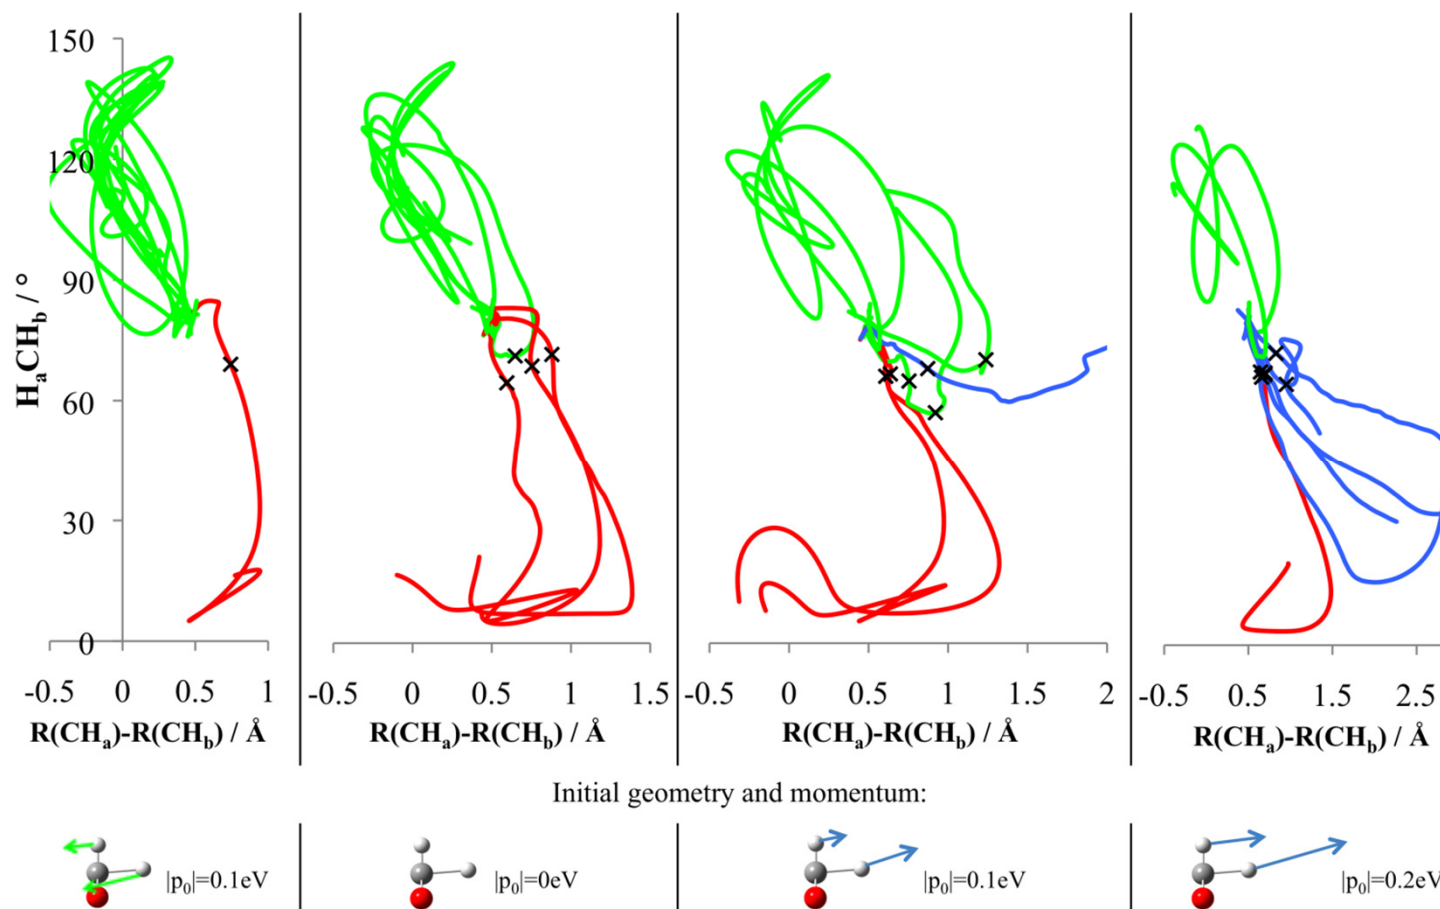 150
120
90
60
30
0
HaCHb / °
-0.5 0 0.5 1
-0.5 0 0.5 1 1.5
-0.5 0 0.5 1 1.5 2
-0.5 0.5 1.5 2.5
R(CHa)-R(CHb) / Å
R(CHa)-R(CHb) / Å
R(CHa)-R(CHb) / Å
R(CHa)-R(CHb) / Å
Initial geometry and momentum:
|p0|=0.1eV
|p0|=0eV
|p0|=0.1eV
|p0|=0.2eV